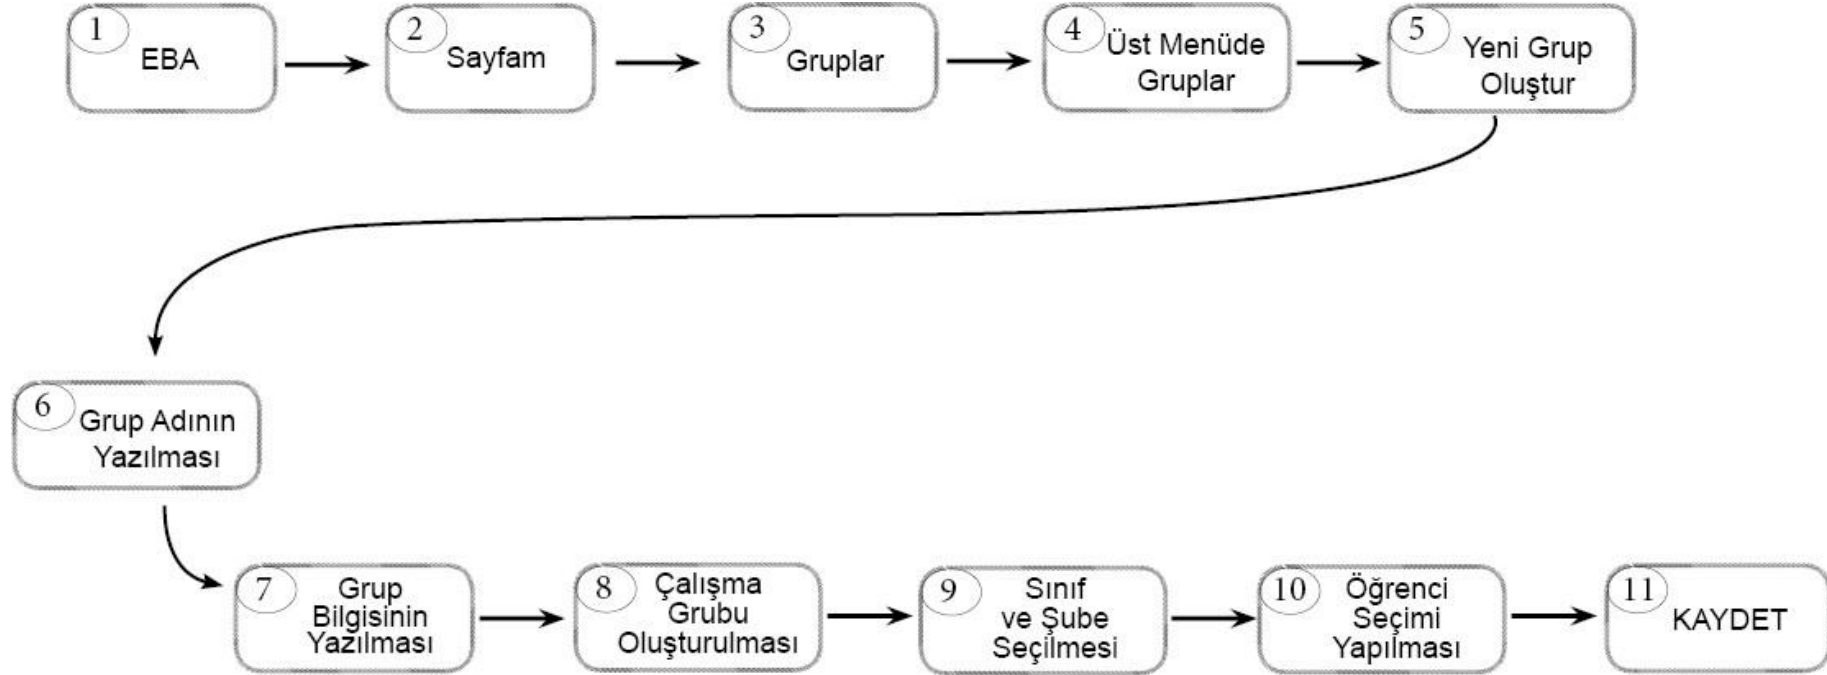 1
EBA
2
Sayfam
3
Gruplar
4
Üst Menüde
Gruplar
5
Yeni Grup
Oluştur
6
Grup Adının
Yazılması
7
Grup
Bilgisinin
Yazılması
8
Çalışma
Grubu
Oluşturulması
9
Sınıf
ve Şube
Seçilmesi
10
Öğrenci
Seçimi
Yapılması
11
KAYDET